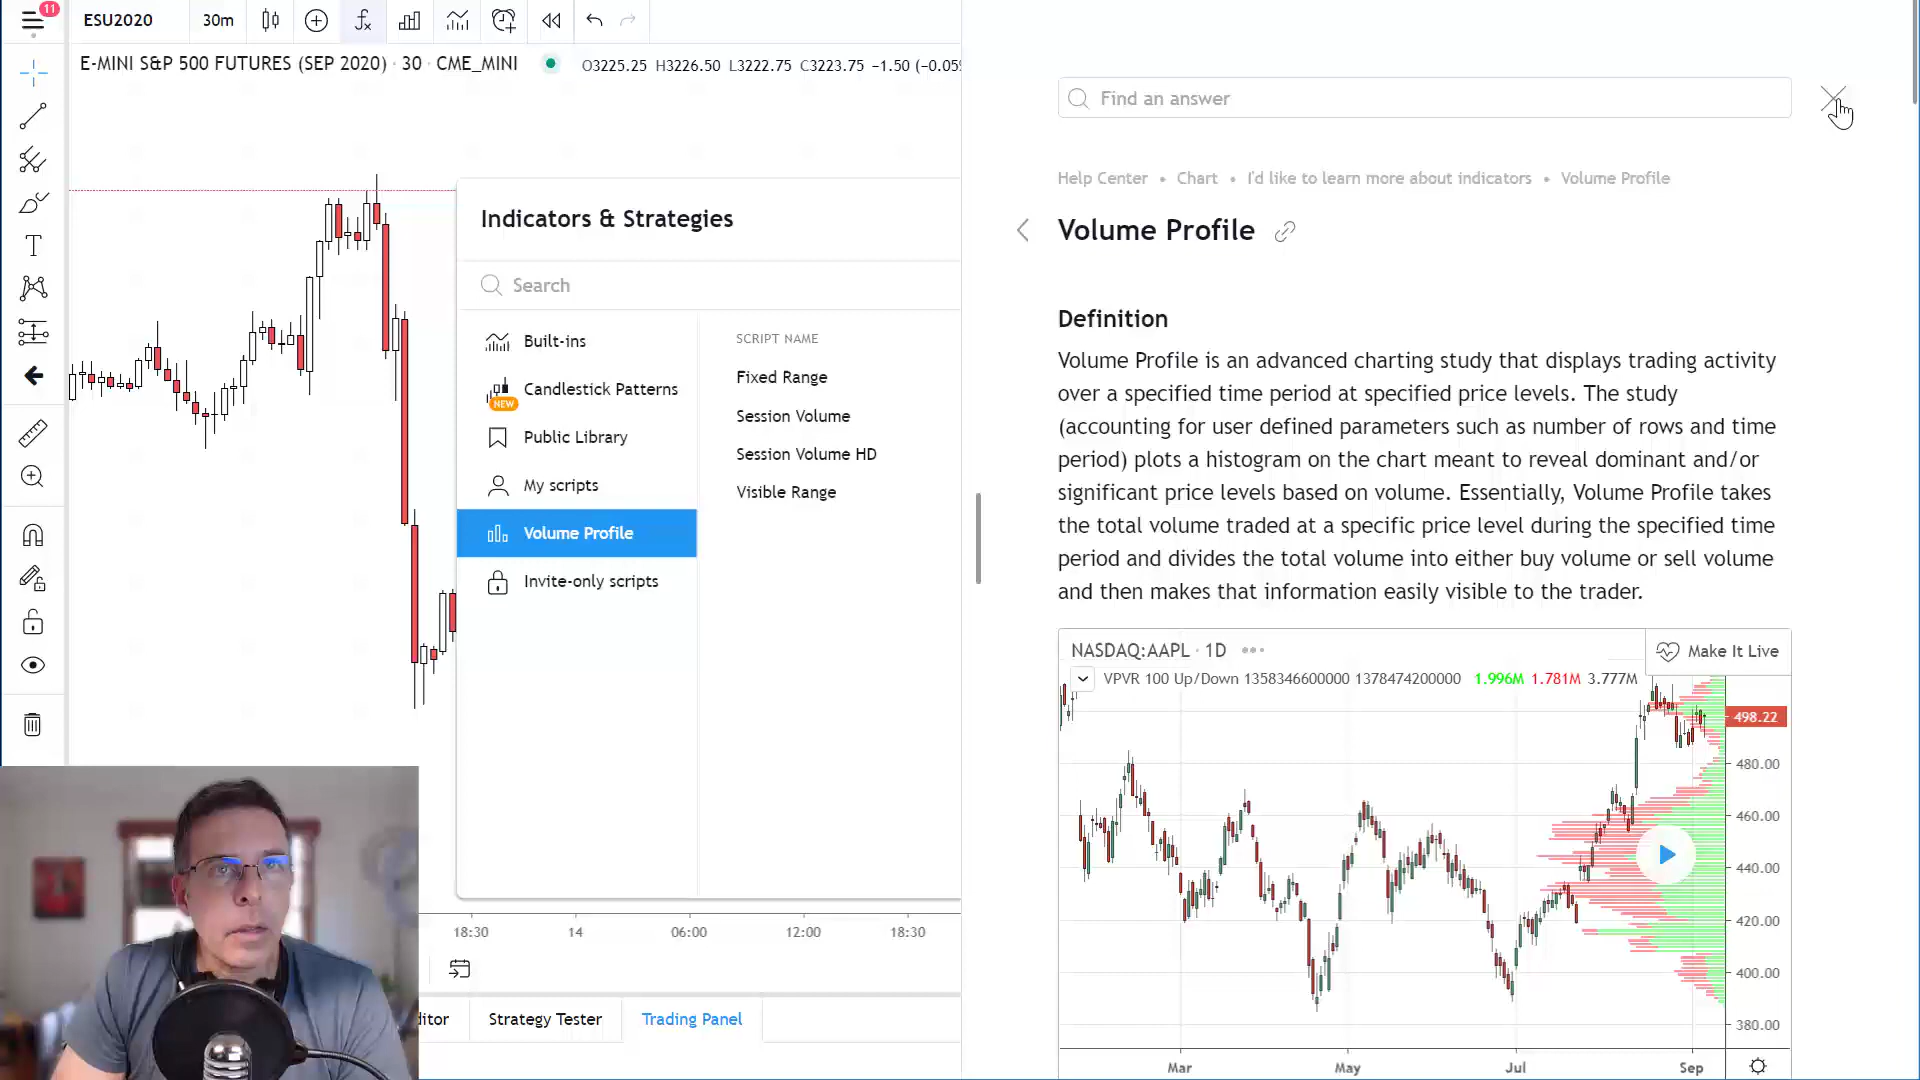 11
ESU2020
30m
E-MINI S&P 500 FUTURES (SEP 2020) · 30 · CME_MINI
O3225.25 H3226.50 L3222.75 C3223.75 −1.50 (−0.05
Indicators & Strategies
Search
Built-ins
Candlestick Patterns
NEW
Public Library
My scripts
Volume Profile
Invite-only scripts
SCRIPT NAME
Fixed Range
Session Volume
Session Volume HD
Visible Range
18:30
14
06:00
12:00
18:30
itor
Strategy Tester
Trading Panel
Find an answer
Help Center • Chart • I'd like to learn more about indicators • Volume Profile
Volume Profile
Definition
Volume Profile is an advanced charting study that displays trading activity
over a specified time period at specified price levels. The study
(accounting for user defined parameters such as number of rows and time
period) plots a histogram on the chart meant to reveal dominant and/or
significant price levels based on volume. Essentially, Volume Profile takes
the total volume traded at a specific price level during the specified time
period and divides the total volume into either buy volume or sell volume
and then makes that information easily visible to the trader.
NASDAQ:AAPL · 1D
Make It Live
VPVR 100 Up/Down 1358346600000 1378474200000 1.996M 1.781M 3.777M
498.22
480.00
460.00
440.00
420.00
400.00
380.00
Mar
May
Jul
Sep